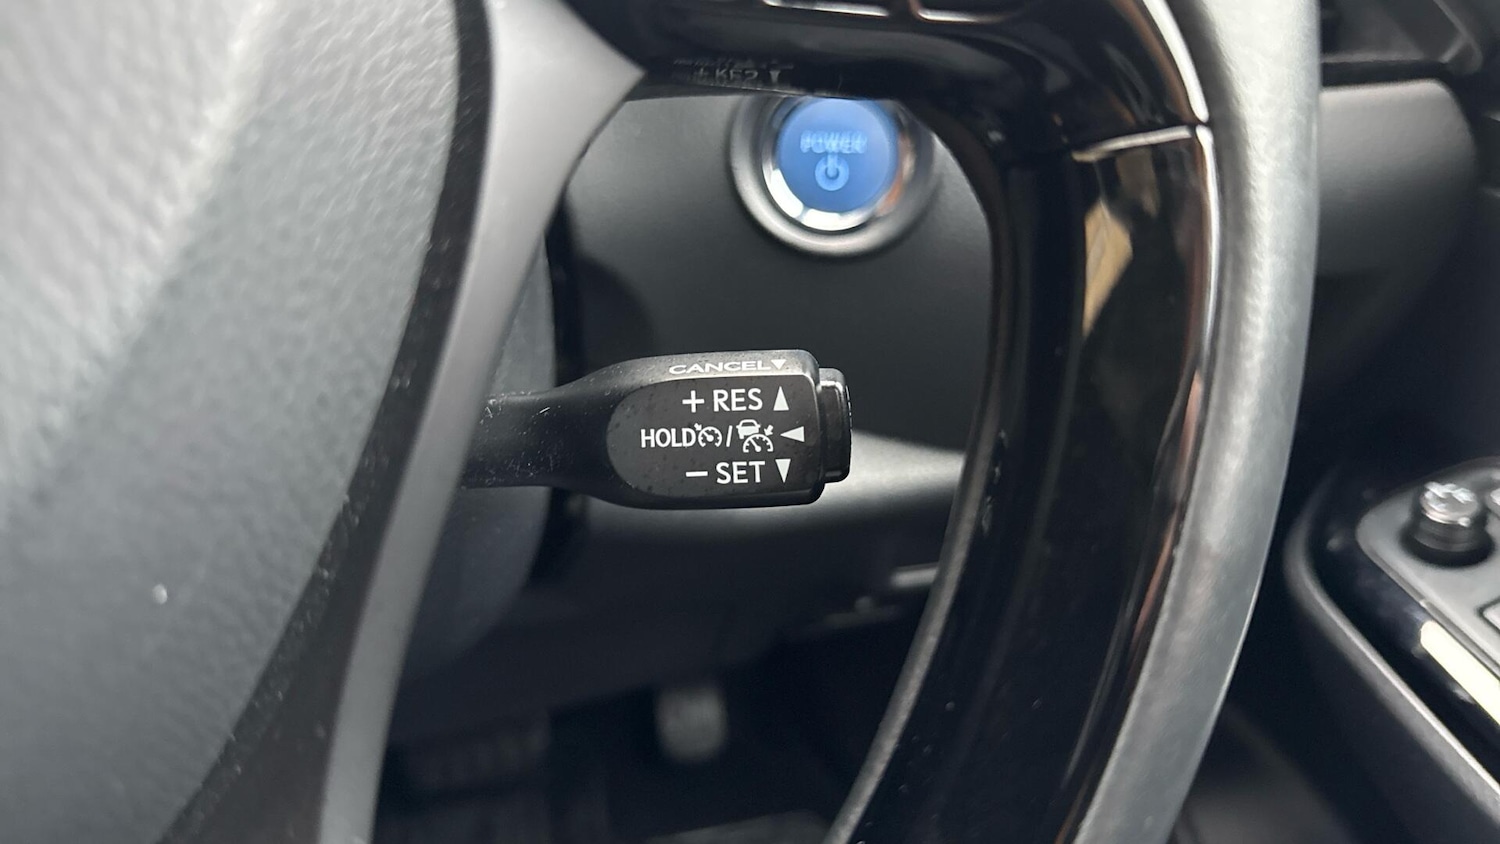 POWER
CANCEL▼
+ RES ▲
HOLD / ◀
− SET ▼